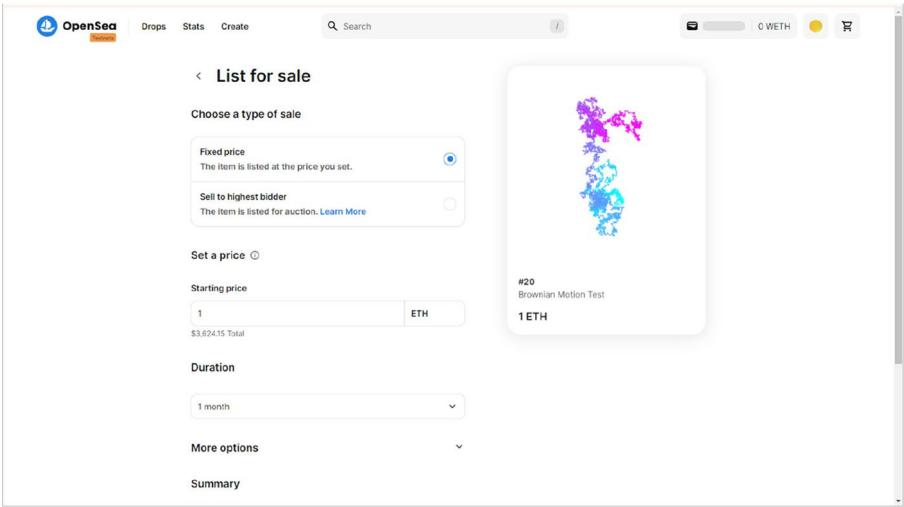 OpenSea Drops Stats Create Search / 0 WETH
Testnets
List for sale
Choose a type of sale
Fixed price
The item is listed at the price you set.
Sell to highest bidder
The item is listed for auction. Learn More
Set a price
Starting price
1 ETH
$3,624.15 Total
Duration
1 month
More options
Summary
#20
Brownian Motion Test
1 ETH